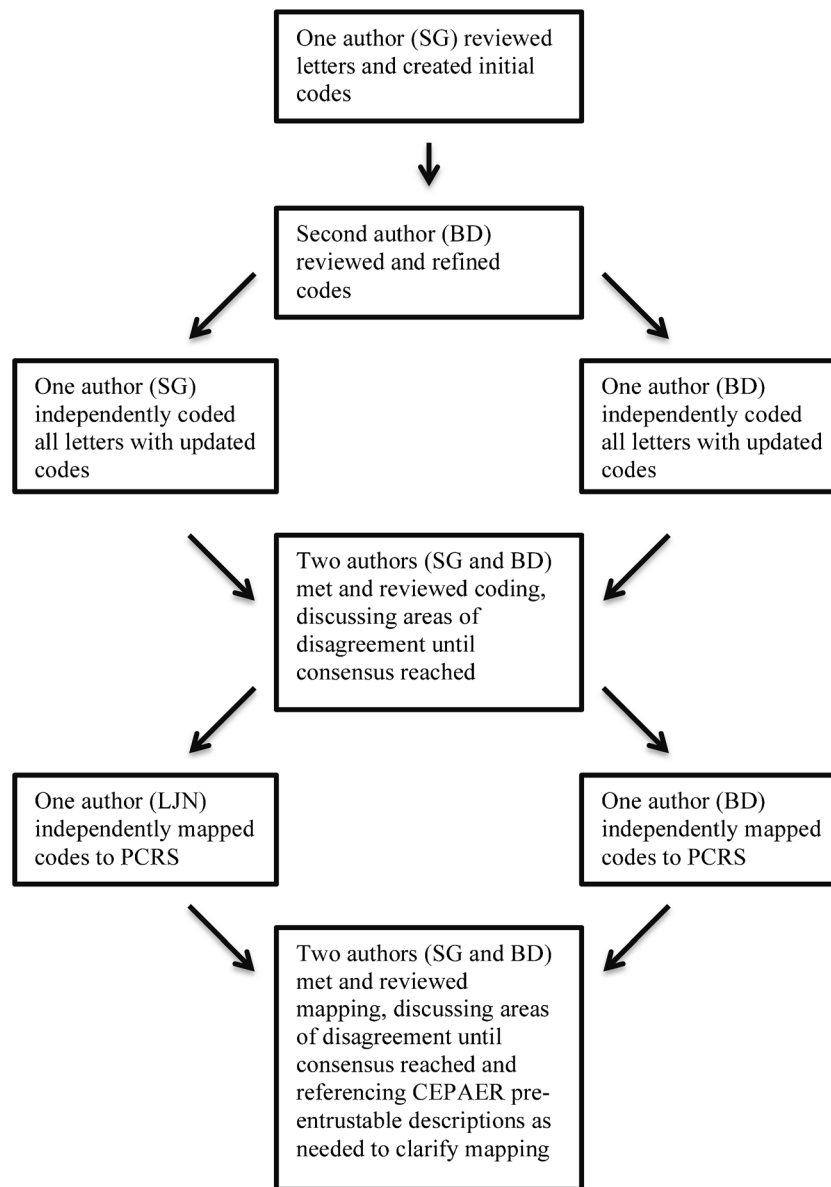 One author (SG) reviewed
letters and created initial
codes
Second author (BD)
reviewed and refined
codes
One author (SG)
independently coded
all letters with updated
codes
One author (BD)
independently coded
all letters with updated
codes
Two authors (SG and BD)
met and reviewed coding,
discussing areas of
disagreement until
consensus reached
One author (LJN)
independently mapped
codes to PCRS
One author (BD)
independently mapped
codes to PCRS
Two authors (SG and BD)
met and reviewed
mapping, discussing areas
of disagreement until
consensus reached and
referencing CEPAER pre-
entrustable descriptions as
needed to clarify mapping